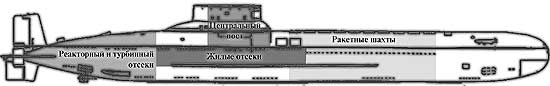 Центральный
пост
Ракетные шахты
Реакторный и турбинный
отсеки
Жилые отсеки